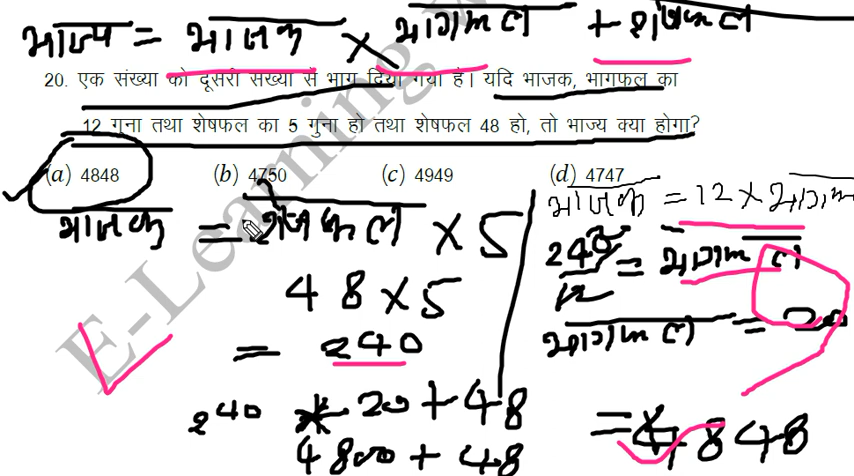 भाज्य = भाजक × भागफल + शेषफल
20. एक संख्या को दूसरी संख्या से भाग दिया गया है। यदि भाजक, भागफल का
12 गुना तथा शेषफल का 5 गुना हो तथा शेषफल 48 हो, तो भाज्य क्या होगा?
(a) 4848 (b) 4750 (c) 4949 (d) 4747
भाजक = शेषफल × 5
48 × 5
= 240
240 × 20 + 48
4800 + 48
भाजक = 12 × भागफल
240/12 = भागफल
भागफल = 20
= 4848
E-Learning